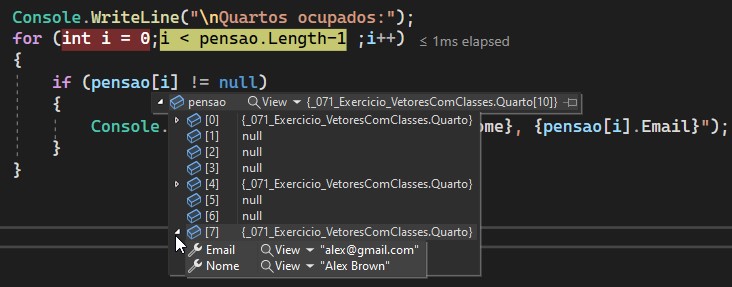 Console.WriteLine("\nQuartos ocupados:");
for (int i = 0;i < pensao.Length-1 ;i++) ≤ 1ms elapsed
{
if (pensao[i] != null)
pensao View {_071_Exercicio_VetoresComClasses.Quarto[10]}
{
[0] {_071_Exercicio_VetoresComClasses.Quarto}
Console. ome}, {pensao[i].Email}");
[1] null
[2] null
}
[3] null
}
[4] {_071_Exercicio_VetoresComClasses.Quarto}
[5] null
[6] null
[7] {_071_Exercicio_VetoresComClasses.Quarto}
Email View "alex@gmail.com"
Nome View "Alex Brown"